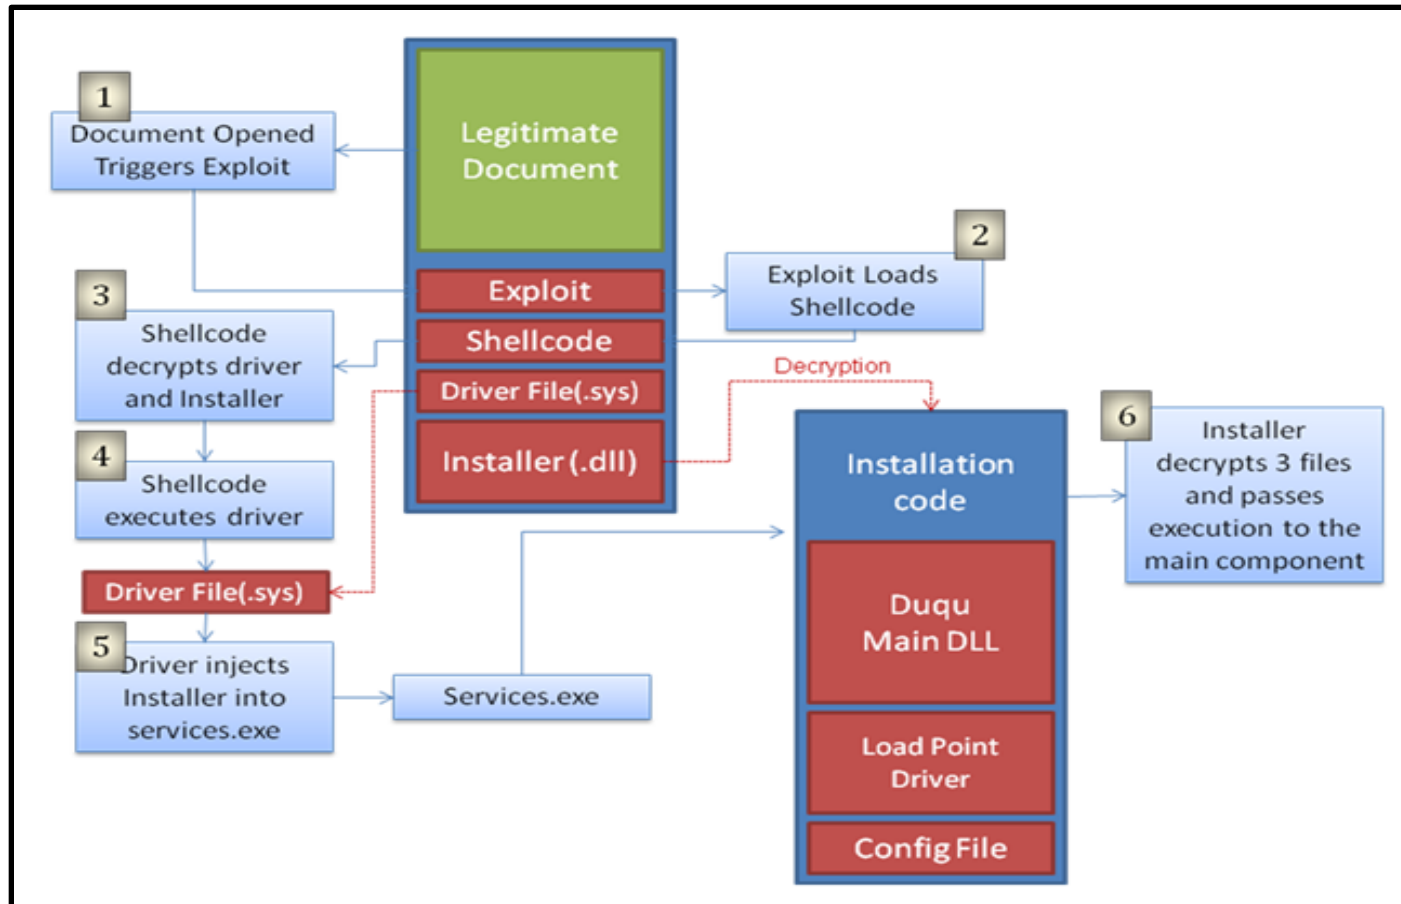 1
Document Opened
Triggers Exploit
Legitimate
Document
2
Exploit Loads
Shellcode
Exploit
3
Shellcode
decrypts driver
and Installer
Shellcode
Decryption
Driver File(.sys)
Installer (.dll)
4
Shellcode
executes driver
Driver File(.sys)
5
Driver injects
Installer into
services.exe
Services.exe
Installation
code
Duqu
Main DLL
Load Point
Driver
Config File
6
Installer
decrypts 3 files
and passes
execution to the
main component